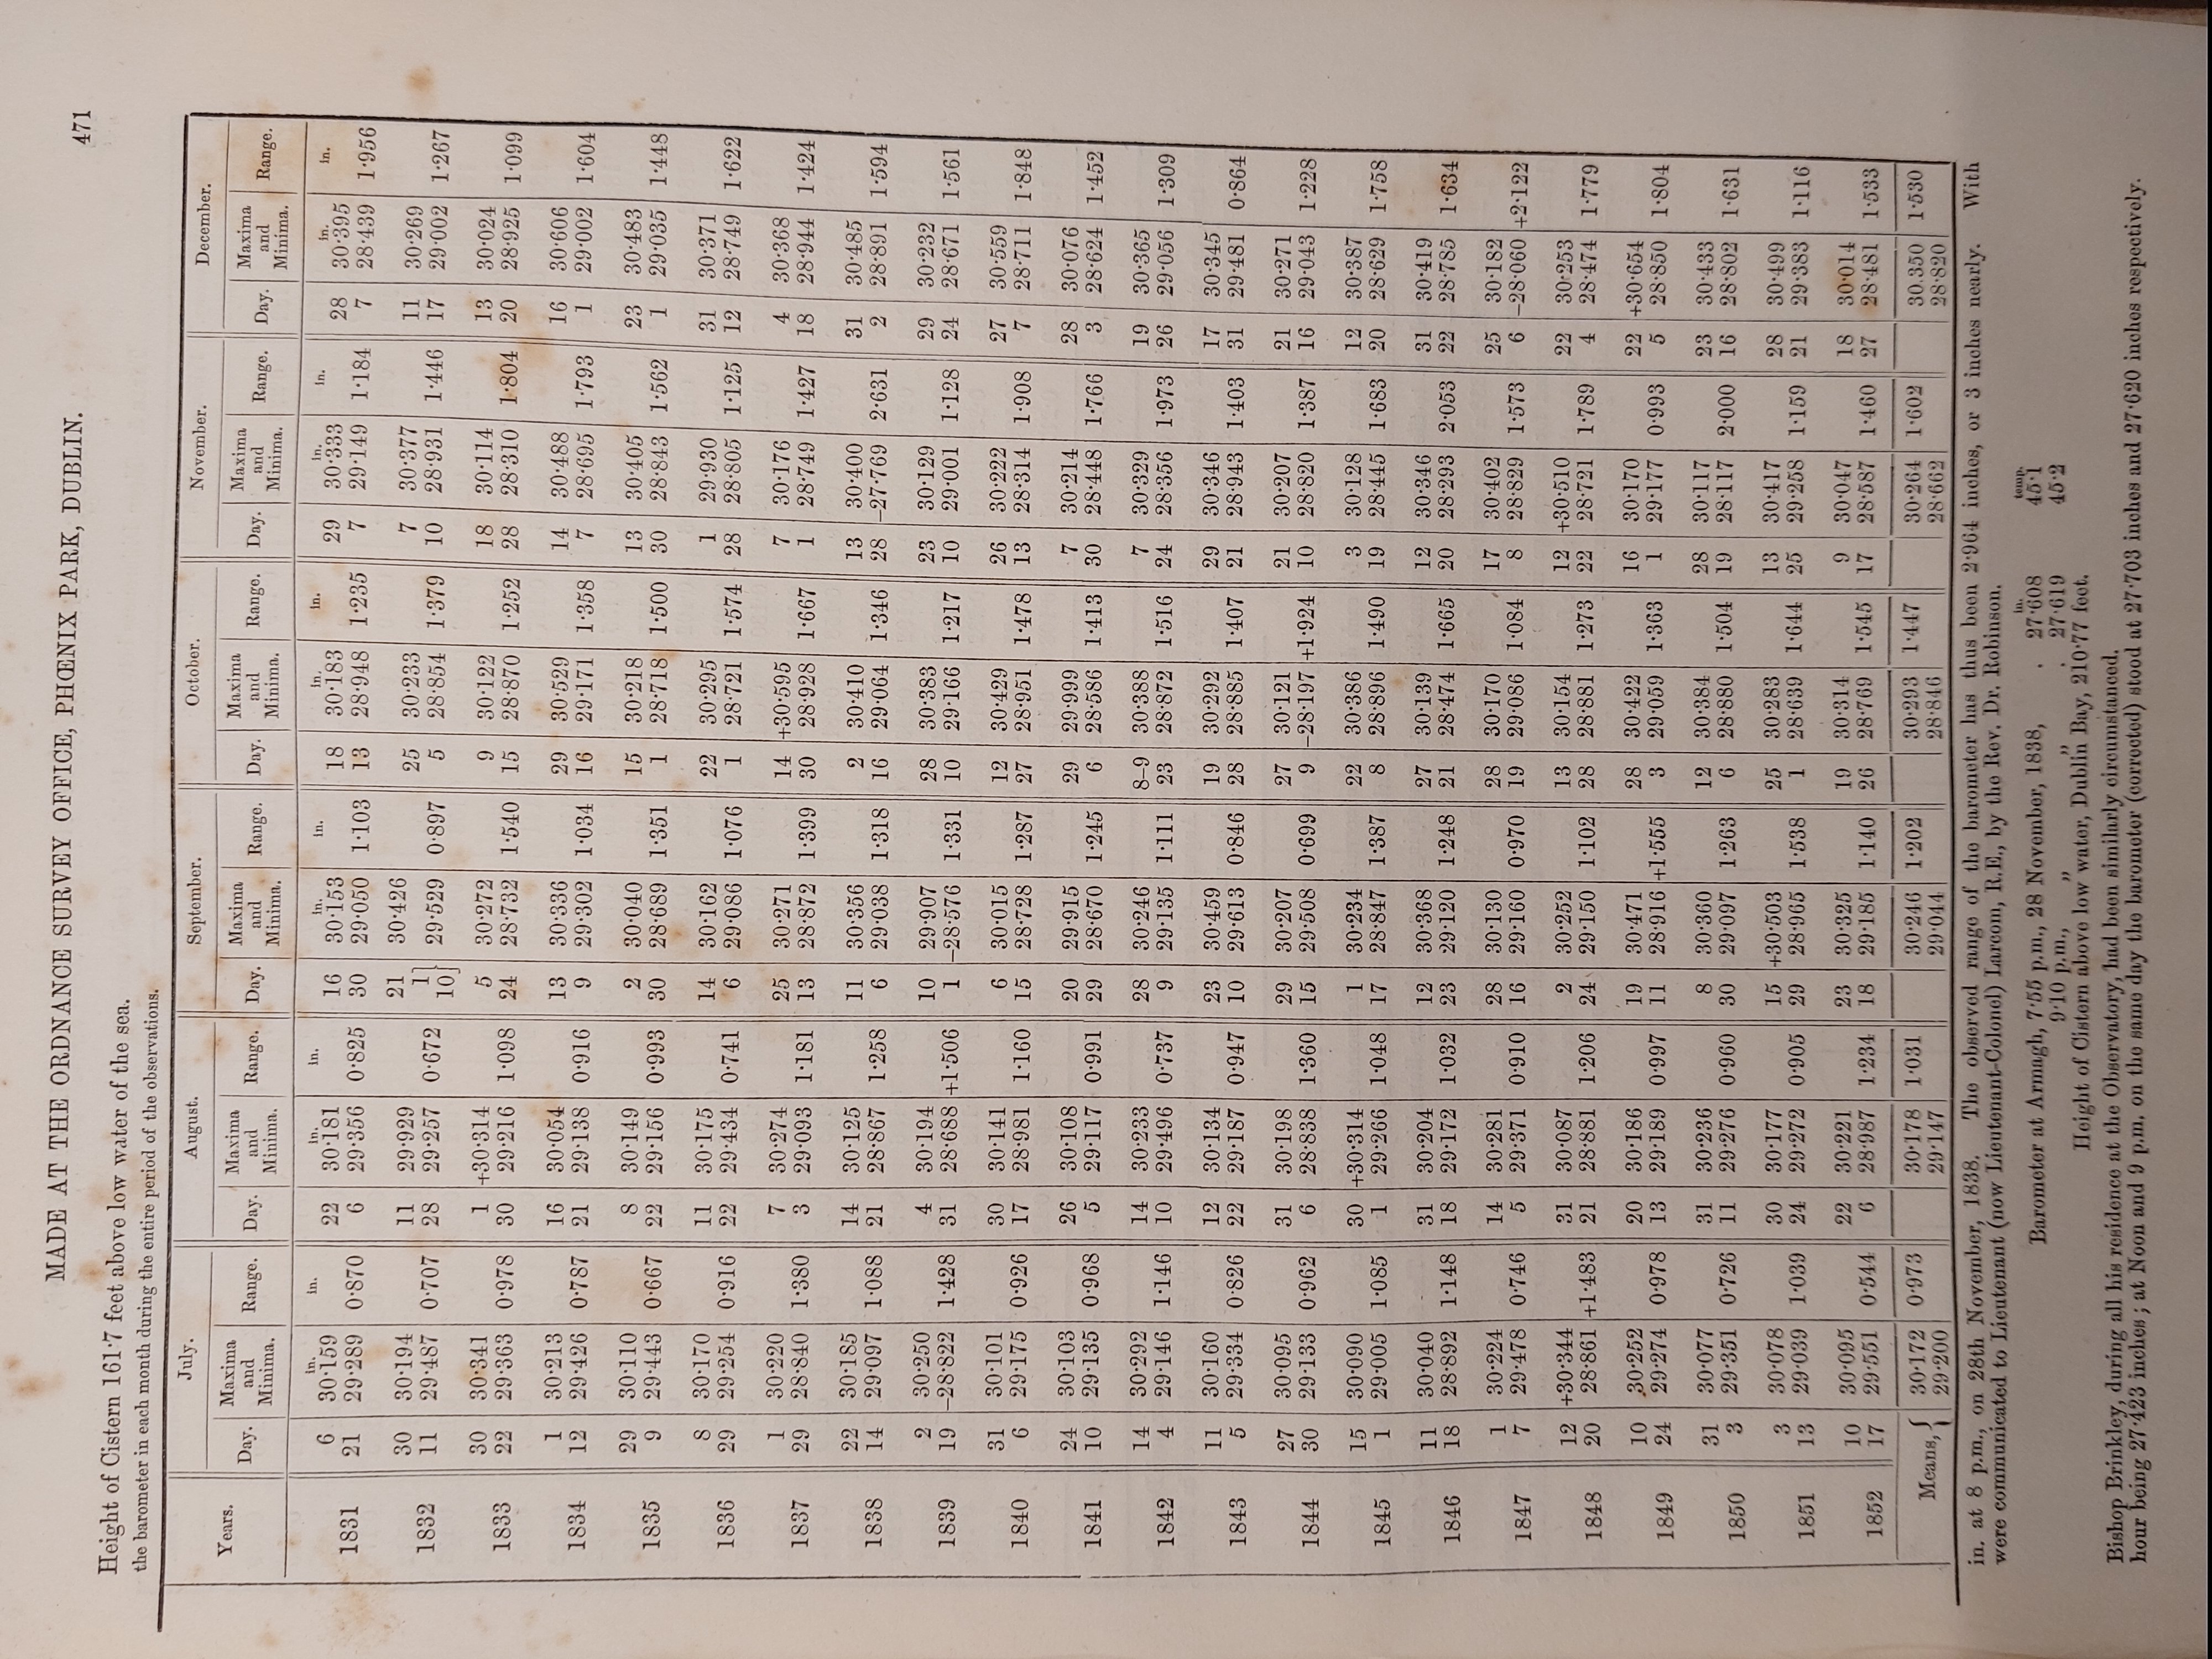 MADE AT THE ORDNANCE SURVEY OFFICE, PHŒNIX PARK, DUBLIN.
471
Height of Cistern 161·7 feet above low water of the sea.
the barometer in each month during the entire period of the observations.
Years. July. August. September. October. November. December.
Day. Maxima and Minima. Range. Day. Maxima and Minima. Range. Day. Maxima and Minima. Range. Day. Maxima and Minima. Range. Day. Maxima and Minima. Range. Day. Maxima and Minima. Range.
in. in. in. in. in. in. in. in. in. in. in. in.
6 30·159 22 30·181 16 30·153 18 30·183 29 30·333 28 30·395
1831 21 29·289 0·870 6 29·356 0·825 30 29·050 1·103 13 28·948 1·235 7 29·149 1·184 7 28·439 1·956
30 30·194 11 29·929 21 30·426 25 30·233 7 30·377 11 30·269
1832 11 29·487 0·707 28 29·257 0·672 1 10} 29·529 0·897 5 28·854 1·379 10 28·931 1·446 17 29·002 1·267
30 30·341 1 +30·314 5 30·272 9 30·122 18 30·114 13 30·024
1833 22 29·363 0·978 30 29·216 1·098 24 28·732 1·540 15 28·870 1·252 28 28·310 1·804 20 28·925 1·099
1 30·213 16 30·054 13 30·336 29 30·529 14 30·488 16 30·606
1834 12 29·426 0·787 21 29·138 0·916 9 29·302 1·034 16 29·171 1·358 7 28·695 1·793 1 29·002 1·604
29 30·110 8 30·149 2 30·040 15 30·218 13 30·405 23 30·483
1835 9 29·443 0·667 22 29·156 0·993 30 28·689 1·351 1 28·718 1·500 30 28·843 1·562 1 29·035 1·448
8 30·170 11 30·175 14 30·162 22 30·295 1 29·930 31 30·371
1836 29 29·254 0·916 22 29·434 0·741 6 29·086 1·076 1 28·721 1·574 28 28·805 1·125 12 28·749 1·622
1 30·220 7 30·274 25 30·271 14 +30·595 7 30·176 4 30·368
1837 29 28·840 1·380 3 29·093 1·181 13 28·872 1·399 30 28·928 1·667 1 28·749 1·427 18 28·944 1·424
22 30·185 14 30·125 11 30·356 2 30·410 13 30·400 31 30·485
1838 14 29·097 1·088 21 28·867 1·258 6 29·038 1·318 16 29·064 1·346 28 –27·769 2·631 2 28·891 1·594
2 30·250 4 30·194 10 29·907 28 30·383 23 30·129 29 30·232
1839 19 –28·822 1·428 31 28·688 +1·506 1 –28·576 1·331 10 29·166 1·217 10 29·001 1·128 24 28·671 1·561
31 30·101 30 30·141 6 30·015 12 30·429 26 30·222 27 30·559
1840 6 29·175 0·926 17 28·981 1·160 15 28·728 1·287 27 28·951 1·478 13 28·314 1·908 7 28·711 1·848
24 30·103 26 30·108 20 29·915 29 29·999 7 30·214 28 30·076
1841 10 29·135 0·968 5 29·117 0·991 29 28·670 1·245 6 28·586 1·413 30 28·448 1·766 3 28·624 1·452
14 30·292 14 30·233 28 30·246 8–9 30·388 7 30·329 19 30·365
1842 4 29·146 1·146 10 29·496 0·737 9 29·135 1·111 23 28·872 1·516 24 28·356 1·973 26 29·056 1·309
11 30·160 12 30·134 23 30·459 19 30·292 29 30·346 17 30·345
1843 5 29·334 0·826 22 29·187 0·947 10 29·613 0·846 28 28·885 1·407 21 28·943 1·403 31 29·481 0·864
27 30·095 31 30·198 29 30·207 27 30·121 21 30·207 21 30·271
1844 30 29·133 0·962 6 28·838 1·360 15 29·508 0·699 9 –28·197 +1·924 10 28·820 1·387 16 29·043 1·228
15 30·090 30 +30·314 1 30·234 22 30·386 3 30·128 12 30·387
1845 1 29·005 1·085 1 29·266 1·048 17 28·847 1·387 8 28·896 1·490 19 28·445 1·683 20 28·629 1·758
11 30·040 31 30·204 12 30·368 27 30·139 12 30·346 31 30·419
1846 18 28·892 1·148 18 29·172 1·032 23 29·120 1·248 21 28·474 1·665 20 28·293 2·053 22 28·785 1·634
1 30·224 14 30·281 28 30·130 28 30·170 17 30·402 25 30·182
1847 7 29·478 0·746 5 29·371 0·910 16 29·160 0·970 19 29·086 1·084 8 28·829 1·573 6 –28·060 +2·122
12 +30·344 31 30·087 2 30·252 13 30·154 12 +30·510 22 30·253
1848 20 28·861 +1·483 21 28·881 1·206 24 29·150 1·102 28 28·881 1·273 22 28·721 1·789 4 28·474 1·779
10 30·252 20 30·186 19 30·471 28 30·422 16 30·170 22 +30·654
1849 24 29·274 0·978 13 29·189 0·997 11 28·916 +1·555 3 29·059 1·363 1 29·177 0·993 5 28·850 1·804
31 30·077 31 30·236 8 30·360 12 30·384 28 30·117 23 30·433
1850 3 29·351 0·726 11 29·276 0·960 30 29·097 1·263 6 28·880 1·504 19 28·117 2·000 16 28·802 1·631
3 30·078 30 30·177 15 +30·503 25 30·283 13 30·417 28 30·499
1851 13 29·039 1·039 24 29·272 0·905 29 28·965 1·538 1 28·639 1·644 25 29·258 1·159 21 29·383 1·116
10 30·095 22 30·221 23 30·325 19 30·314 9 30·047 18 30·014
1852 17 29·551 0·544 6 28·987 1·234 18 29·185 1·140 26 28·769 1·545 17 28·587 1·460 27 28·481 1·533
Means, { 30·172 0·973 30·178 1·031 30·246 1·202 30·293 1·447 30·264 1·602 30.350 1·530
29·200 29·147 29·044 28·846 28·662 28·820
in. at 8 p.m., on 28th November, 1838. The observed range of the barometer has thus been 2·964 inches, or 3 inches nearly. With
were communicated to Lieutenant (now Lieutenant-Colonel) Larcom, R.E., by the Rev. Dr. Robinson.
in. temp.
Barometer at Armagh, 7·55 p.m., 28 November, 1838, . 27·608 45·1
9·10 p.m., „ „ . 27·619 45·2
Height of Cistern above low water, Dublin Bay, 210·77 feet.
Bishop Brinkley, during all his residence at the Observatory, had been similarly circumstanced.
hour being 27·423 inches; at Noon and 9 p.m. on the same day the barometer (corrected) stood at 27·703 inches and 27·620 inches respectively.